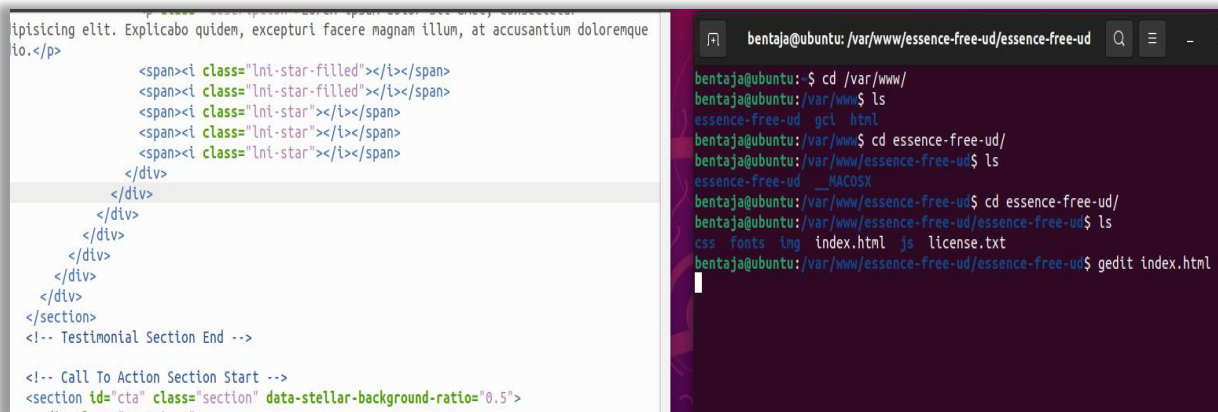 ipisicing elit. Explicabo quidem, excepturi facere magnam illum, at accusantium doloremque
io.</p>
<span><i class="lni-star-filled"></i></span>
<span><i class="lni-star-filled"></i></span>
<span><i class="lni-star"></i></span>
<span><i class="lni-star"></i></span>
<span><i class="lni-star"></i></span>
</div>
</div>
</div>
</div>
</div>
</div>
</div>
</section>
<!-- Testimonial Section End -->
<!-- Call To Action Section Start -->
<section id="cta" class="section" data-stellar-background-ratio="0.5">
bentaja@ubuntu: /var/www/essence-free-ud/essence-free-ud
bentaja@ubuntu:~$ cd /var/www/
bentaja@ubuntu:/var/www$ ls
essence-free-ud gci html
bentaja@ubuntu:/var/www$ cd essence-free-ud/
bentaja@ubuntu:/var/www/essence-free-ud$ ls
essence-free-ud __MACOSX
bentaja@ubuntu:/var/www/essence-free-ud$ cd essence-free-ud/
bentaja@ubuntu:/var/www/essence-free-ud/essence-free-ud$ ls
css fonts img index.html js license.txt
bentaja@ubuntu:/var/www/essence-free-ud/essence-free-ud$ gedit index.html